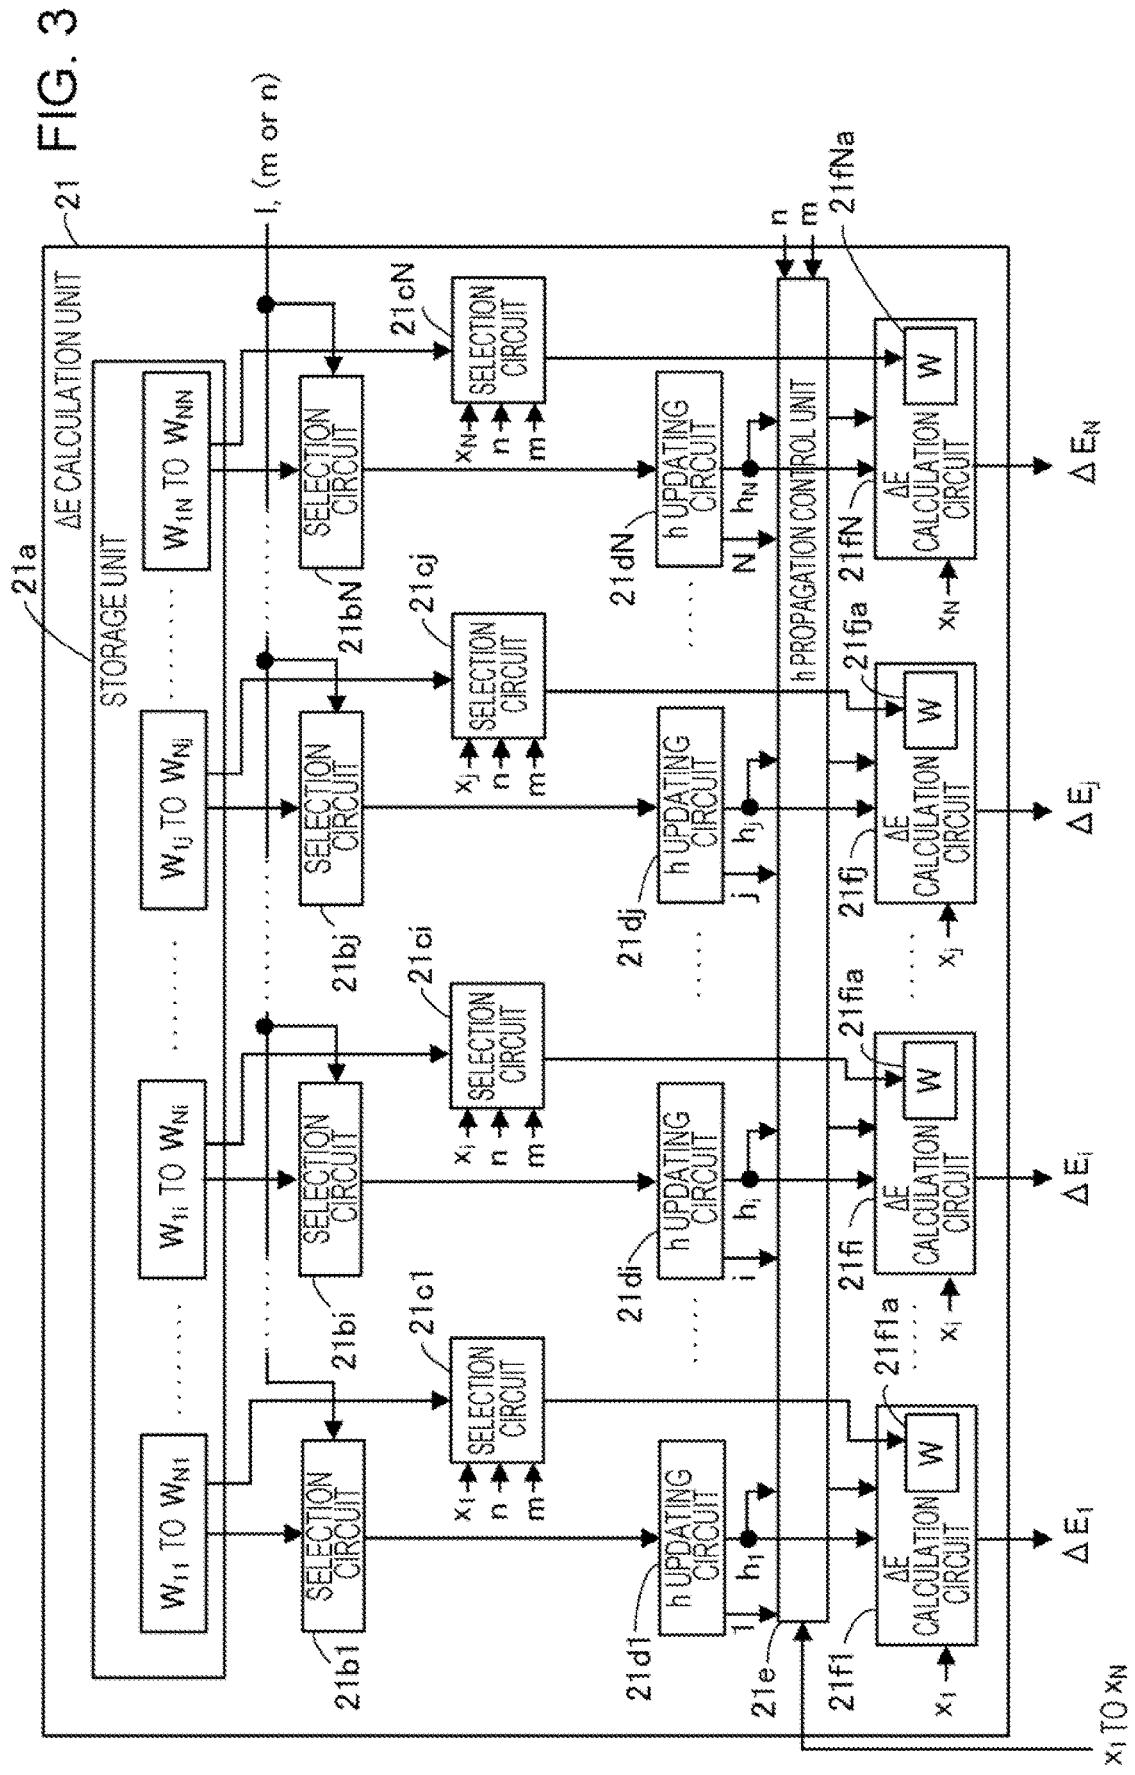 FIG. 3
21
ΔE CALCULATION UNIT
21a
STORAGE UNIT
I, (m or n)
W11 TO WN1
W1i TO WNi
W1j TO WNj
W1N TO WNN
SELECTION
CIRCUIT
21b1
SELECTION
CIRCUIT
21bi
SELECTION
CIRCUIT
21bj
SELECTION
CIRCUIT
21bN
SELECTION
CIRCUIT
21c1
x1
n
m
SELECTION
CIRCUIT
21ci
xi
n
m
SELECTION
CIRCUIT
21cj
xj
n
m
SELECTION
CIRCUIT
21cN
xN
n
m
h UPDATING
CIRCUIT
21d1
1
h1
h UPDATING
CIRCUIT
21di
i
hi
h UPDATING
CIRCUIT
21dj
j
hj
h UPDATING
CIRCUIT
21dN
N
hN
21e
h PROPAGATION CONTROL UNIT
n
m
21f1
ΔE
CALCULATION
CIRCUIT
W
21f1a
x1
21fi
ΔE
CALCULATION
CIRCUIT
W
21fia
xi
21fj
ΔE
CALCULATION
CIRCUIT
W
21fja
xj
21fN
ΔE
CALCULATION
CIRCUIT
W
21fNa
xN
x1 TO xN
ΔE1
ΔEi
ΔEj
ΔEN